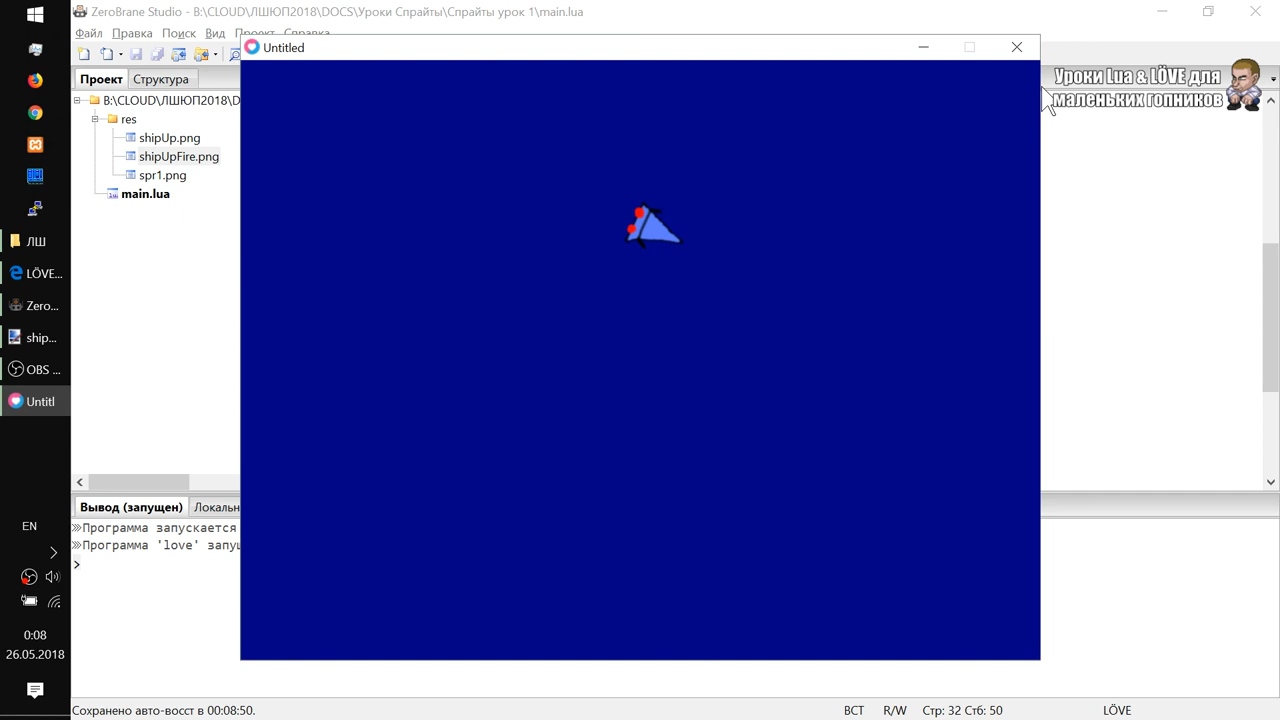 ZeroBrane Studio - B:\CLOUD\ЛШЮП2018\DOCS\Уроки Спрайты\Спрайты урок 1\main.lua
Файл Правка Поиск Вид Проект Справка
Untitled
Проект Структура
Уроки Lua & LÖVE для
маленьких гопников
B:\CLOUD\ЛШЮП2018\D
res
shipUp.png
shipUpFire.png
spr1.png
main.lua
ЛШ
LÖVE...
Zero...
ship...
OBS ...
Untitl
Вывод (запущен) Локальн
Программа запускается
Программа 'love' запу
>
EN
0:08
26.05.2018
Сохранено авто-восст в 00:08:50.
ВСТ R/W Стр: 32 Стб: 50 LÖVE